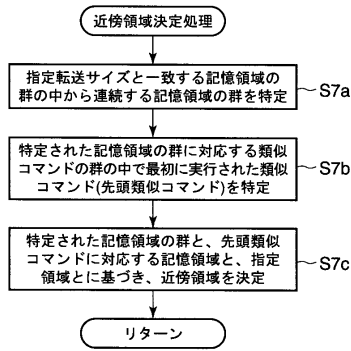 近傍領域決定処理
指定転送サイズと一致する記憶領域の
群の中から連続する記憶領域の群を特定
S7a
特定された記憶領域の群に対応する類似
コマンドの群の中で最初に実行された類似
コマンド(先頭類似コマンド)を特定
S7b
特定された記憶領域の群と、先頭類似
コマンドに対応する記憶領域と、指定
領域とに基づき、近傍領域を決定
S7c
リターン